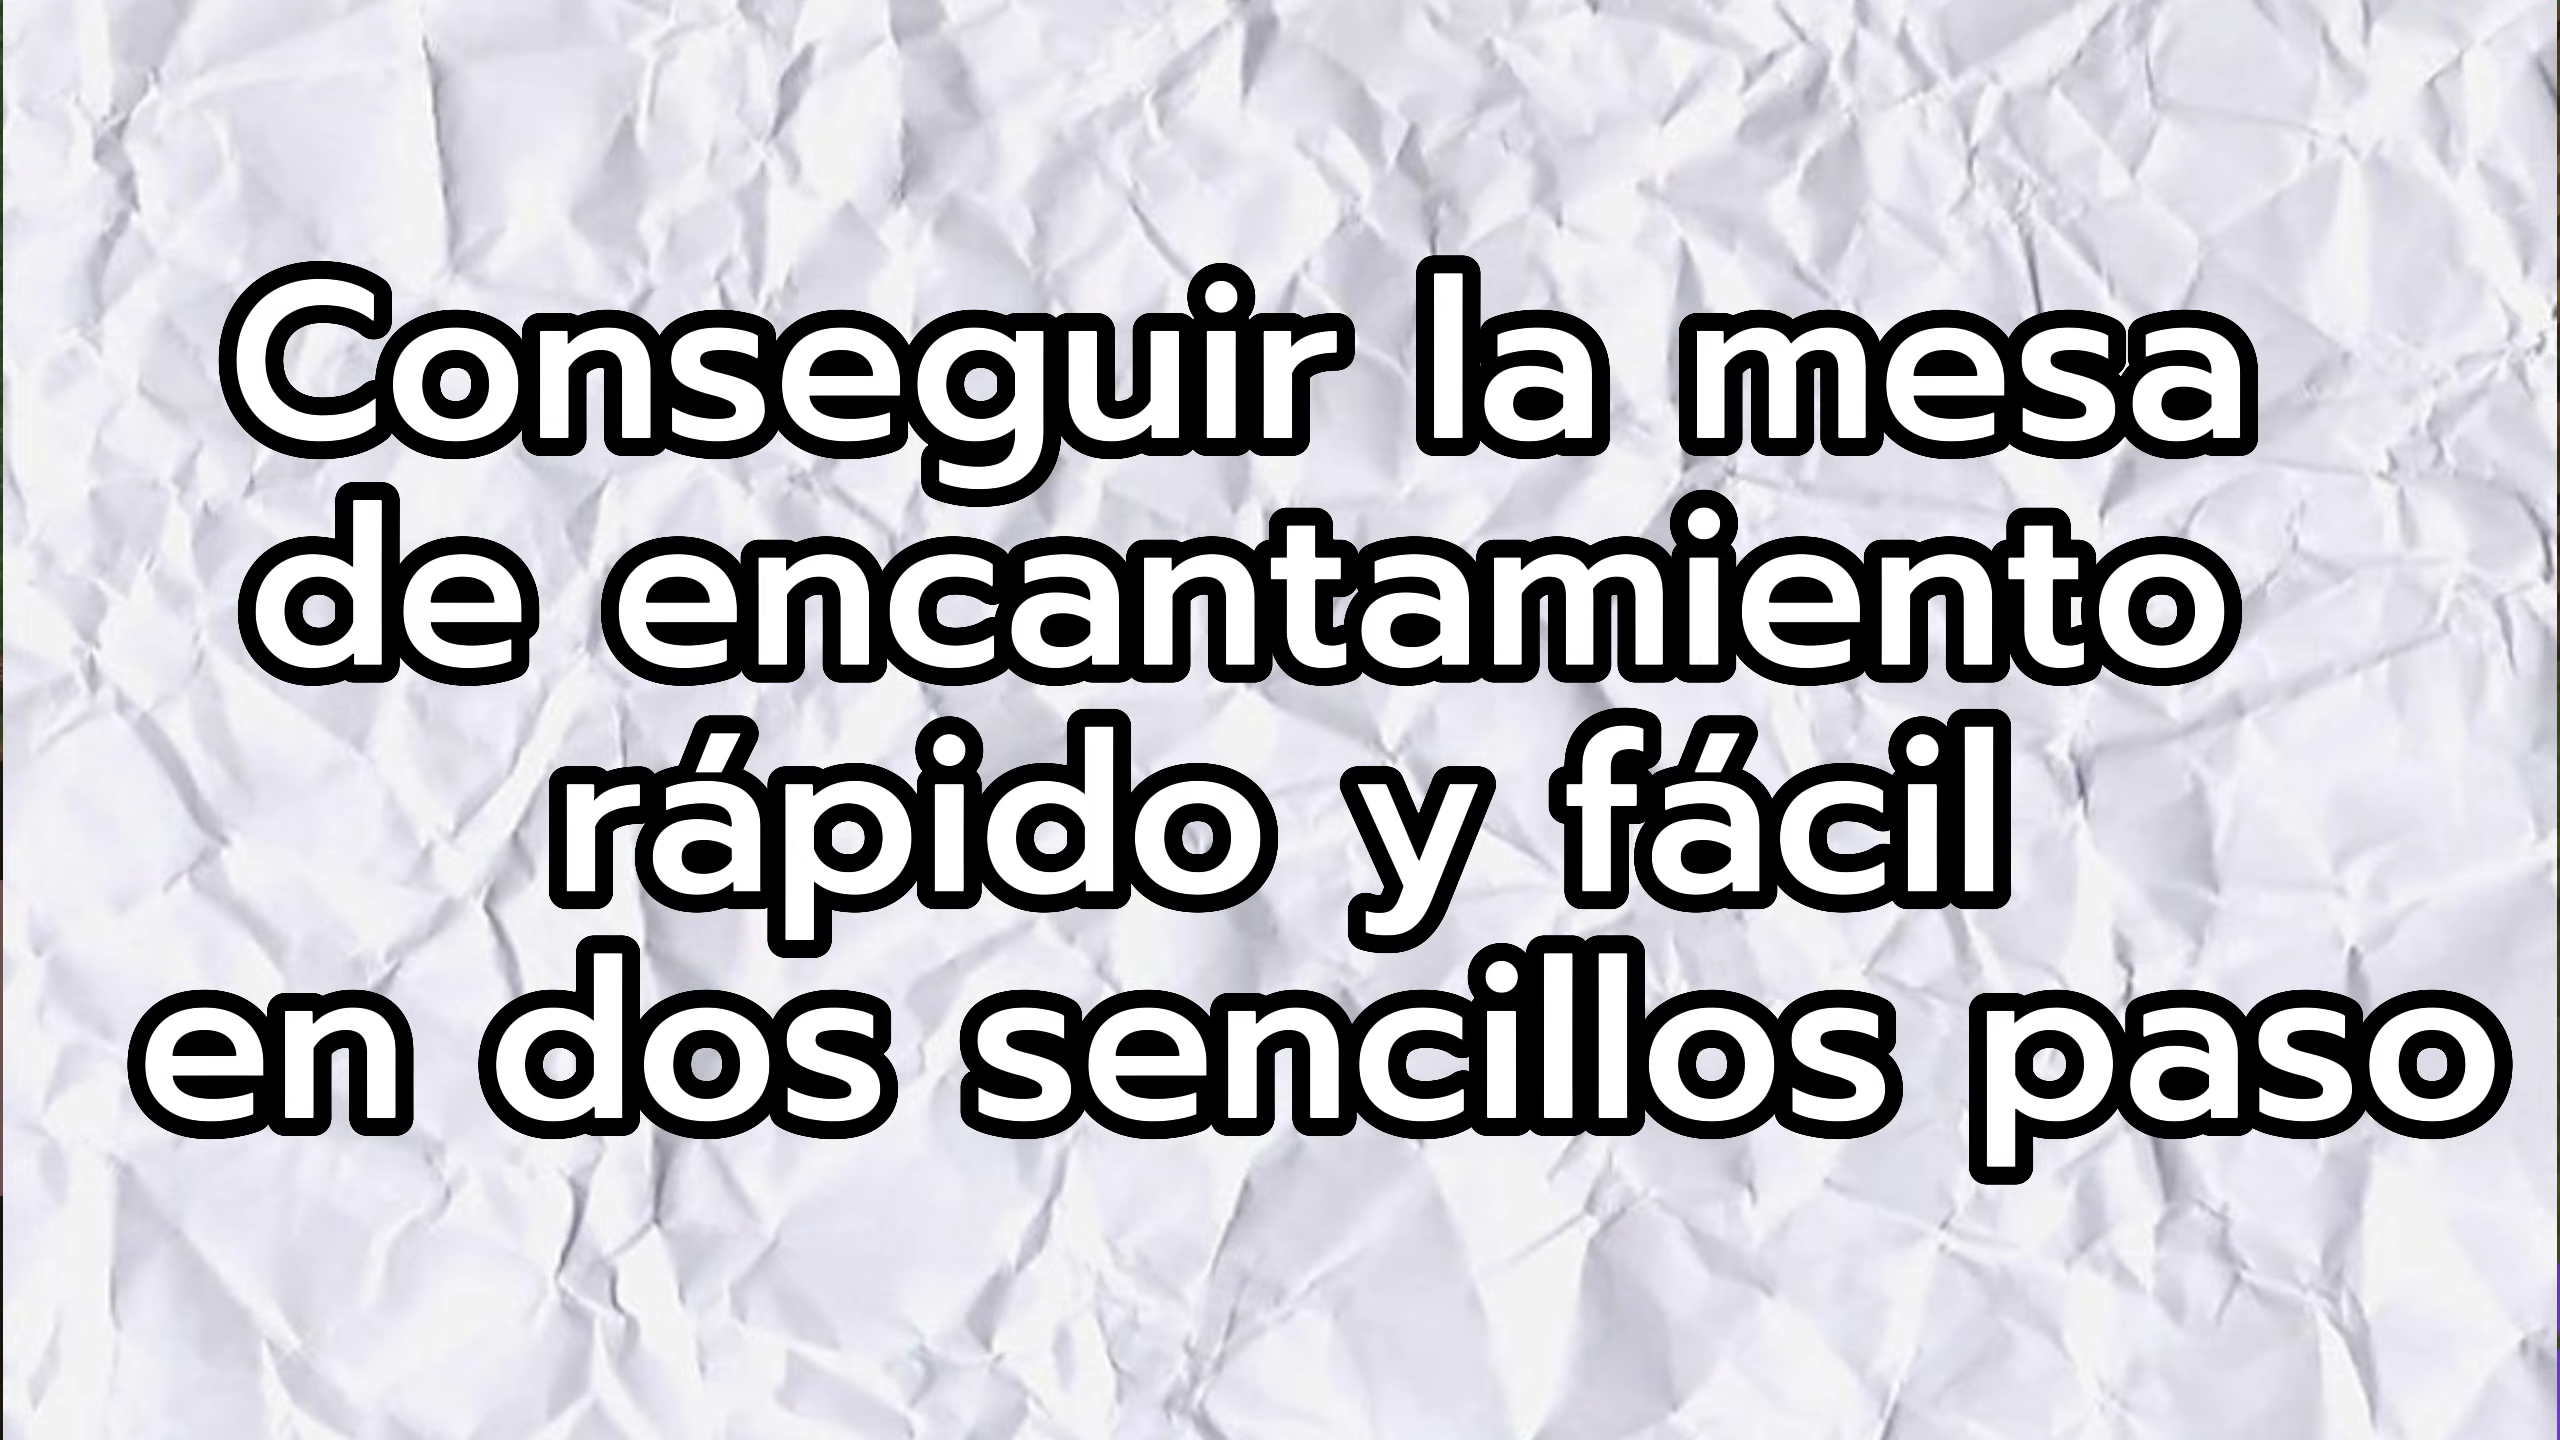 Conseguir la mesa
de encantamiento
rápido y fácil
en dos sencillos paso